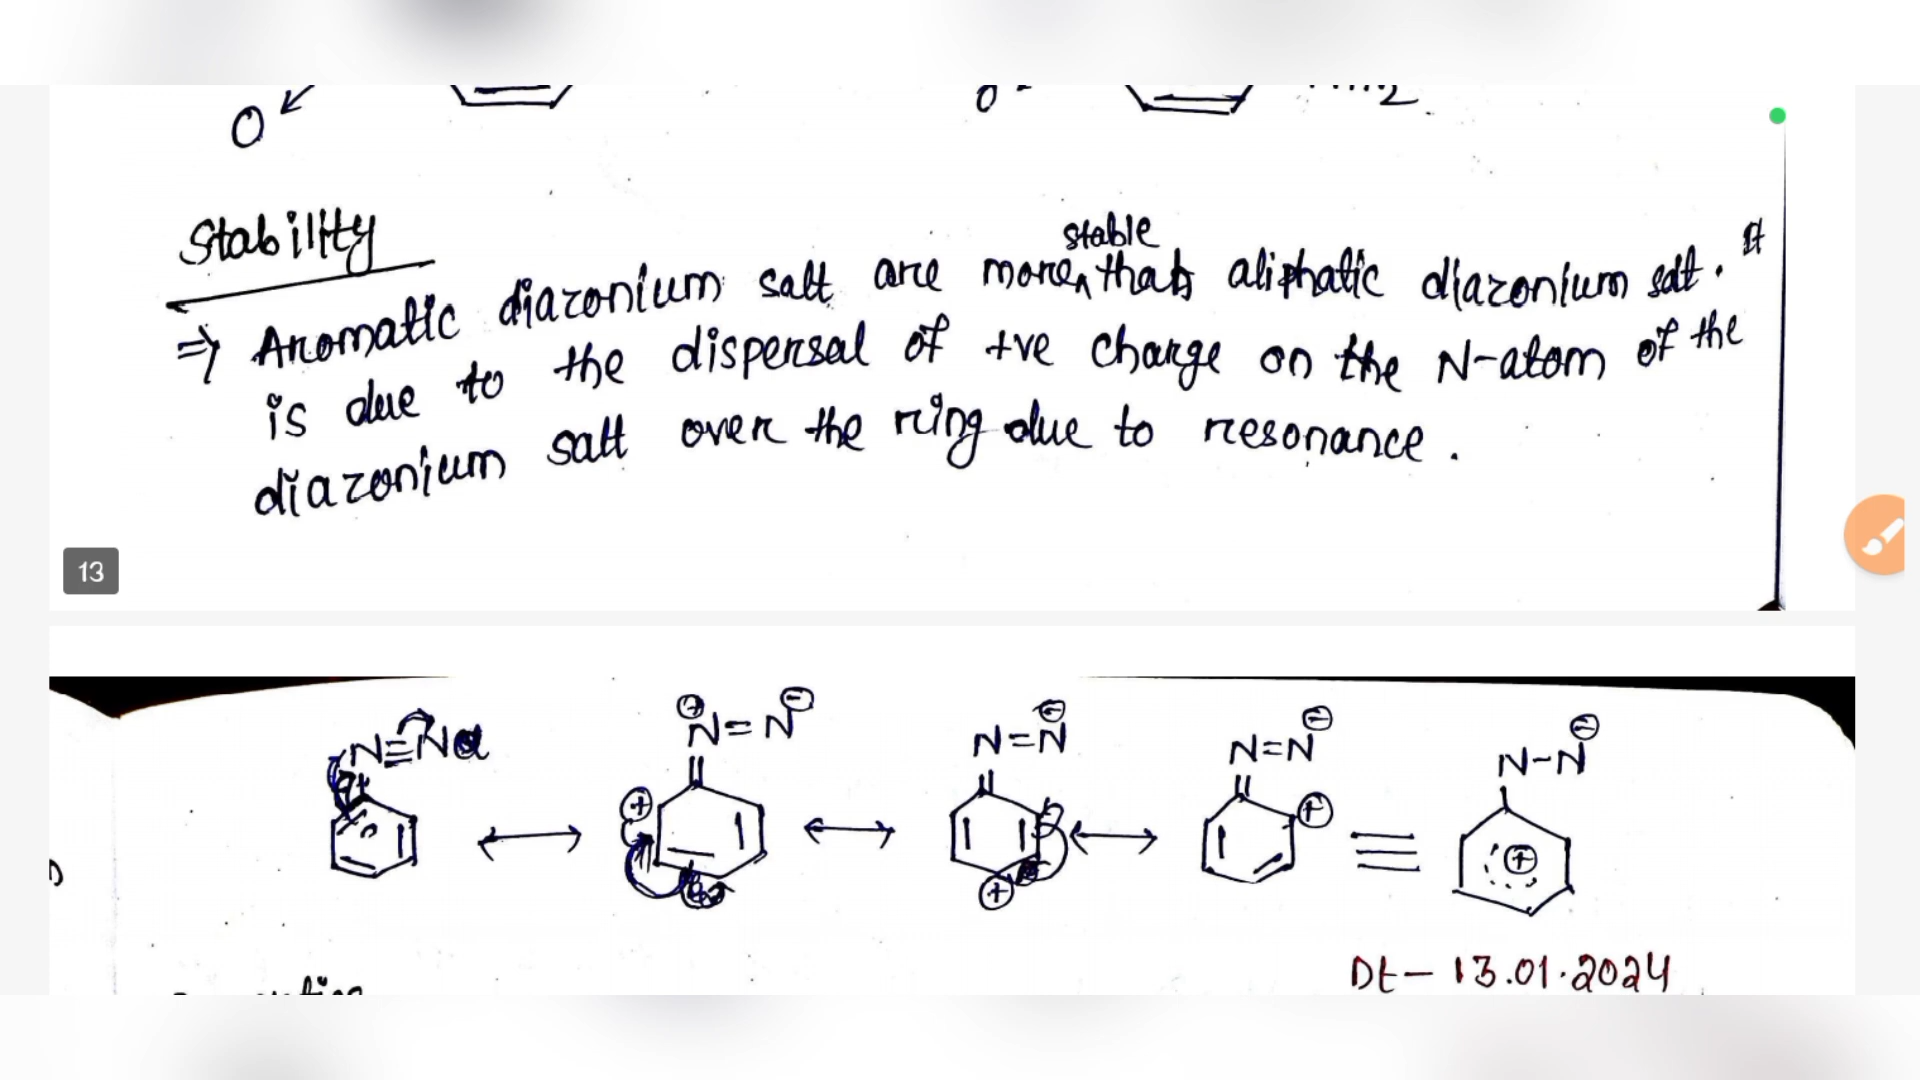 O
O
NH2
Stability
stable
=> Aromatic diazonium salt are more than aliphatic diazonium salt. It
is due to the dispersal of +ve charge on the N-atom of the
diazonium salt over the ring due to resonance.
13
N≡N N=N N=N N=N N-N
Dt- 13.01.2024